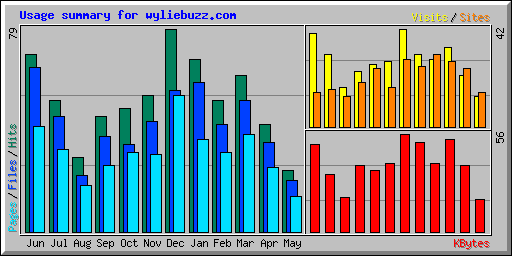 Usage summary for wyliebuzz.com
Visits/Sites
79
42
56
Pages/Files/Hits
Jun Jul Aug Sep Oct Nov Dec Jan Feb Mar Apr May
KBytes